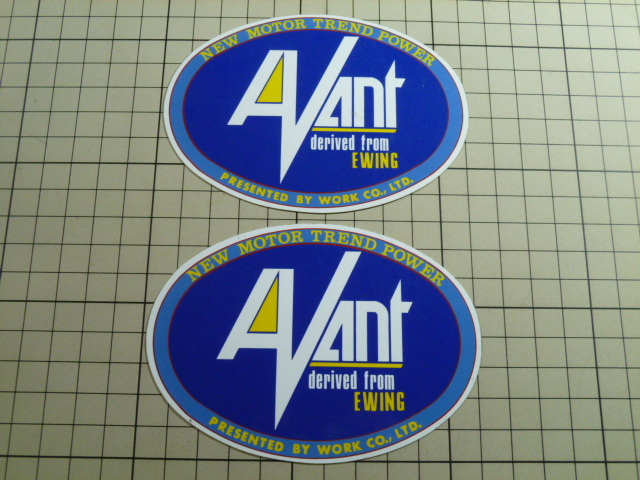 NEW MOTOR TREND POWER
AVant
derived from
EWING
PRESENTED BY WORK CO., LTD.
NEW MOTOR TREND POWER
AVant
derived from
EWING
PRESENTED BY WORK CO., LTD.